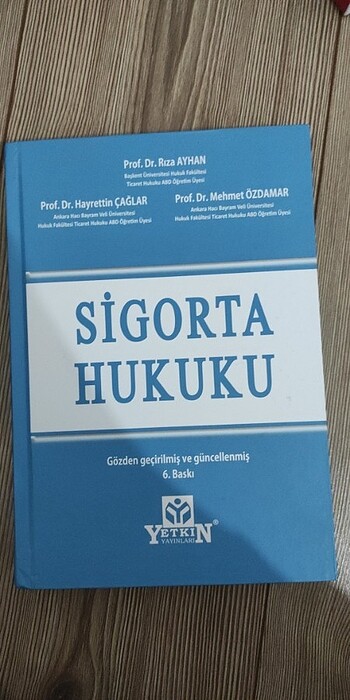 Prof. Dr. Rıza AYHAN
Başkent Üniversitesi Hukuk Fakültesi
Ticaret Hukuku ABD Öğretim Üyesi
Prof. Dr. Hayrettin ÇAĞLAR
Ankara Hacı Bayram Veli Üniversitesi
Hukuk Fakültesi Ticaret Hukuku ABD Öğretim Üyesi
Prof. Dr. Mehmet ÖZDAMAR
Ankara Hacı Bayram Veli Üniversitesi
Hukuk Fakültesi Ticaret Hukuku ABD Öğretim Üyesi
SİGORTA
HUKUKU
Gözden geçirilmiş ve güncellenmiş
6. Baskı
YETKİN®
YAYINLARI